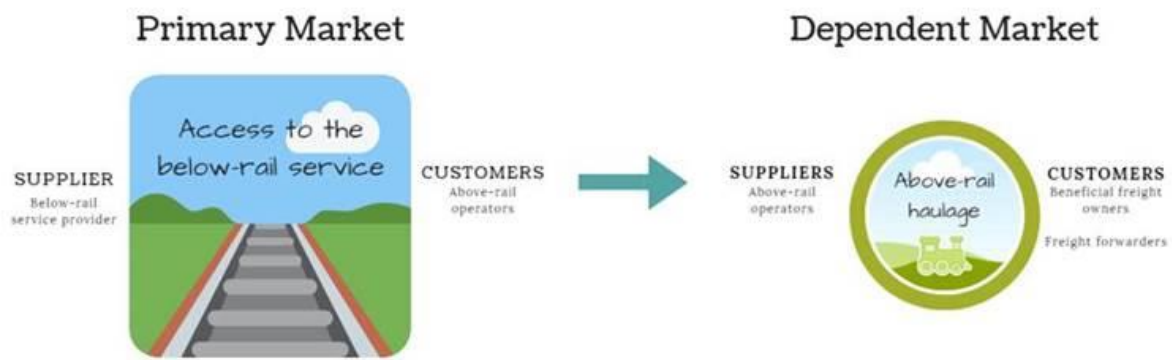 Primary Market
Access to the
below-rail service
SUPPLIER
Below-rail
service provider
CUSTOMERS
Above-rail
operators
Dependent Market
SUPPLIERS
Above-rail
operators
Above-rail
haulage
CUSTOMERS
Beneficial freight
owners
Freight forwarders